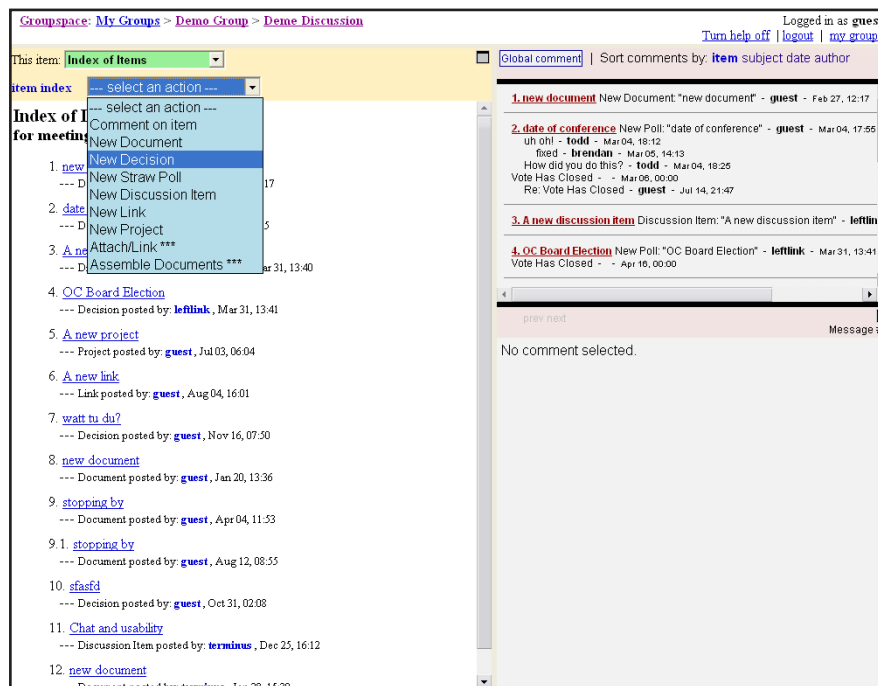 Groupspace: My Groups > Demo Group > Deme Discussion
Logged in as gues
Turn help off | logout | my group
This item: Index of Items
item index --- select an action ---
--- select an action ---
Comment on item
New Document
New Decision
New Straw Poll
New Discussion Item
New Link
New Project
Attach/Link ***
Assemble Documents ***
Index of I
for meeting
1. new
--- D 17
2. date
--- D 5
3. A ne
--- D ar 31, 13:40
4. OC Board Election
--- Decision posted by: leftlink , Mar 31, 13:41
5. A new project
--- Project posted by: guest , Jul 03, 06:04
6. A new link
--- Link posted by: guest , Aug 04, 16:01
7. watt tu du?
--- Decision posted by: guest , Nov 16, 07:50
8. new document
--- Document posted by: guest , Jan 20, 13:36
9. stopping by
--- Document posted by: guest , Apr 04, 11:53
9.1. stopping by
--- Document posted by: guest , Aug 12, 08:55
10. sfasfd
--- Decision posted by: guest , Oct 31, 02:08
11. Chat and usability
--- Discussion Item posted by: terminus , Dec 25, 16:12
12. new document
Global comment | Sort comments by: item subject date author
1. new document New Document: "new document" - guest - Feb 27, 12:17
2. date of conference New Poll: "date of conference" - guest - Mar 04, 17:55
uh oh! - todd - Mar 04, 18:12
fixed - brendan - Mar 05, 14:13
How did you do this? - todd - Mar 04, 18:25
Vote Has Closed - - Mar 06, 00:00
Re: Vote Has Closed - guest - Jul 14, 21:47
3. A new discussion item Discussion Item: "A new discussion item" - leftlin
4. OC Board Election New Poll: "OC Board Election" - leftlink - Mar 31, 13:41
Vote Has Closed - - Apr 16, 00:00
prev next
Message
No comment selected.